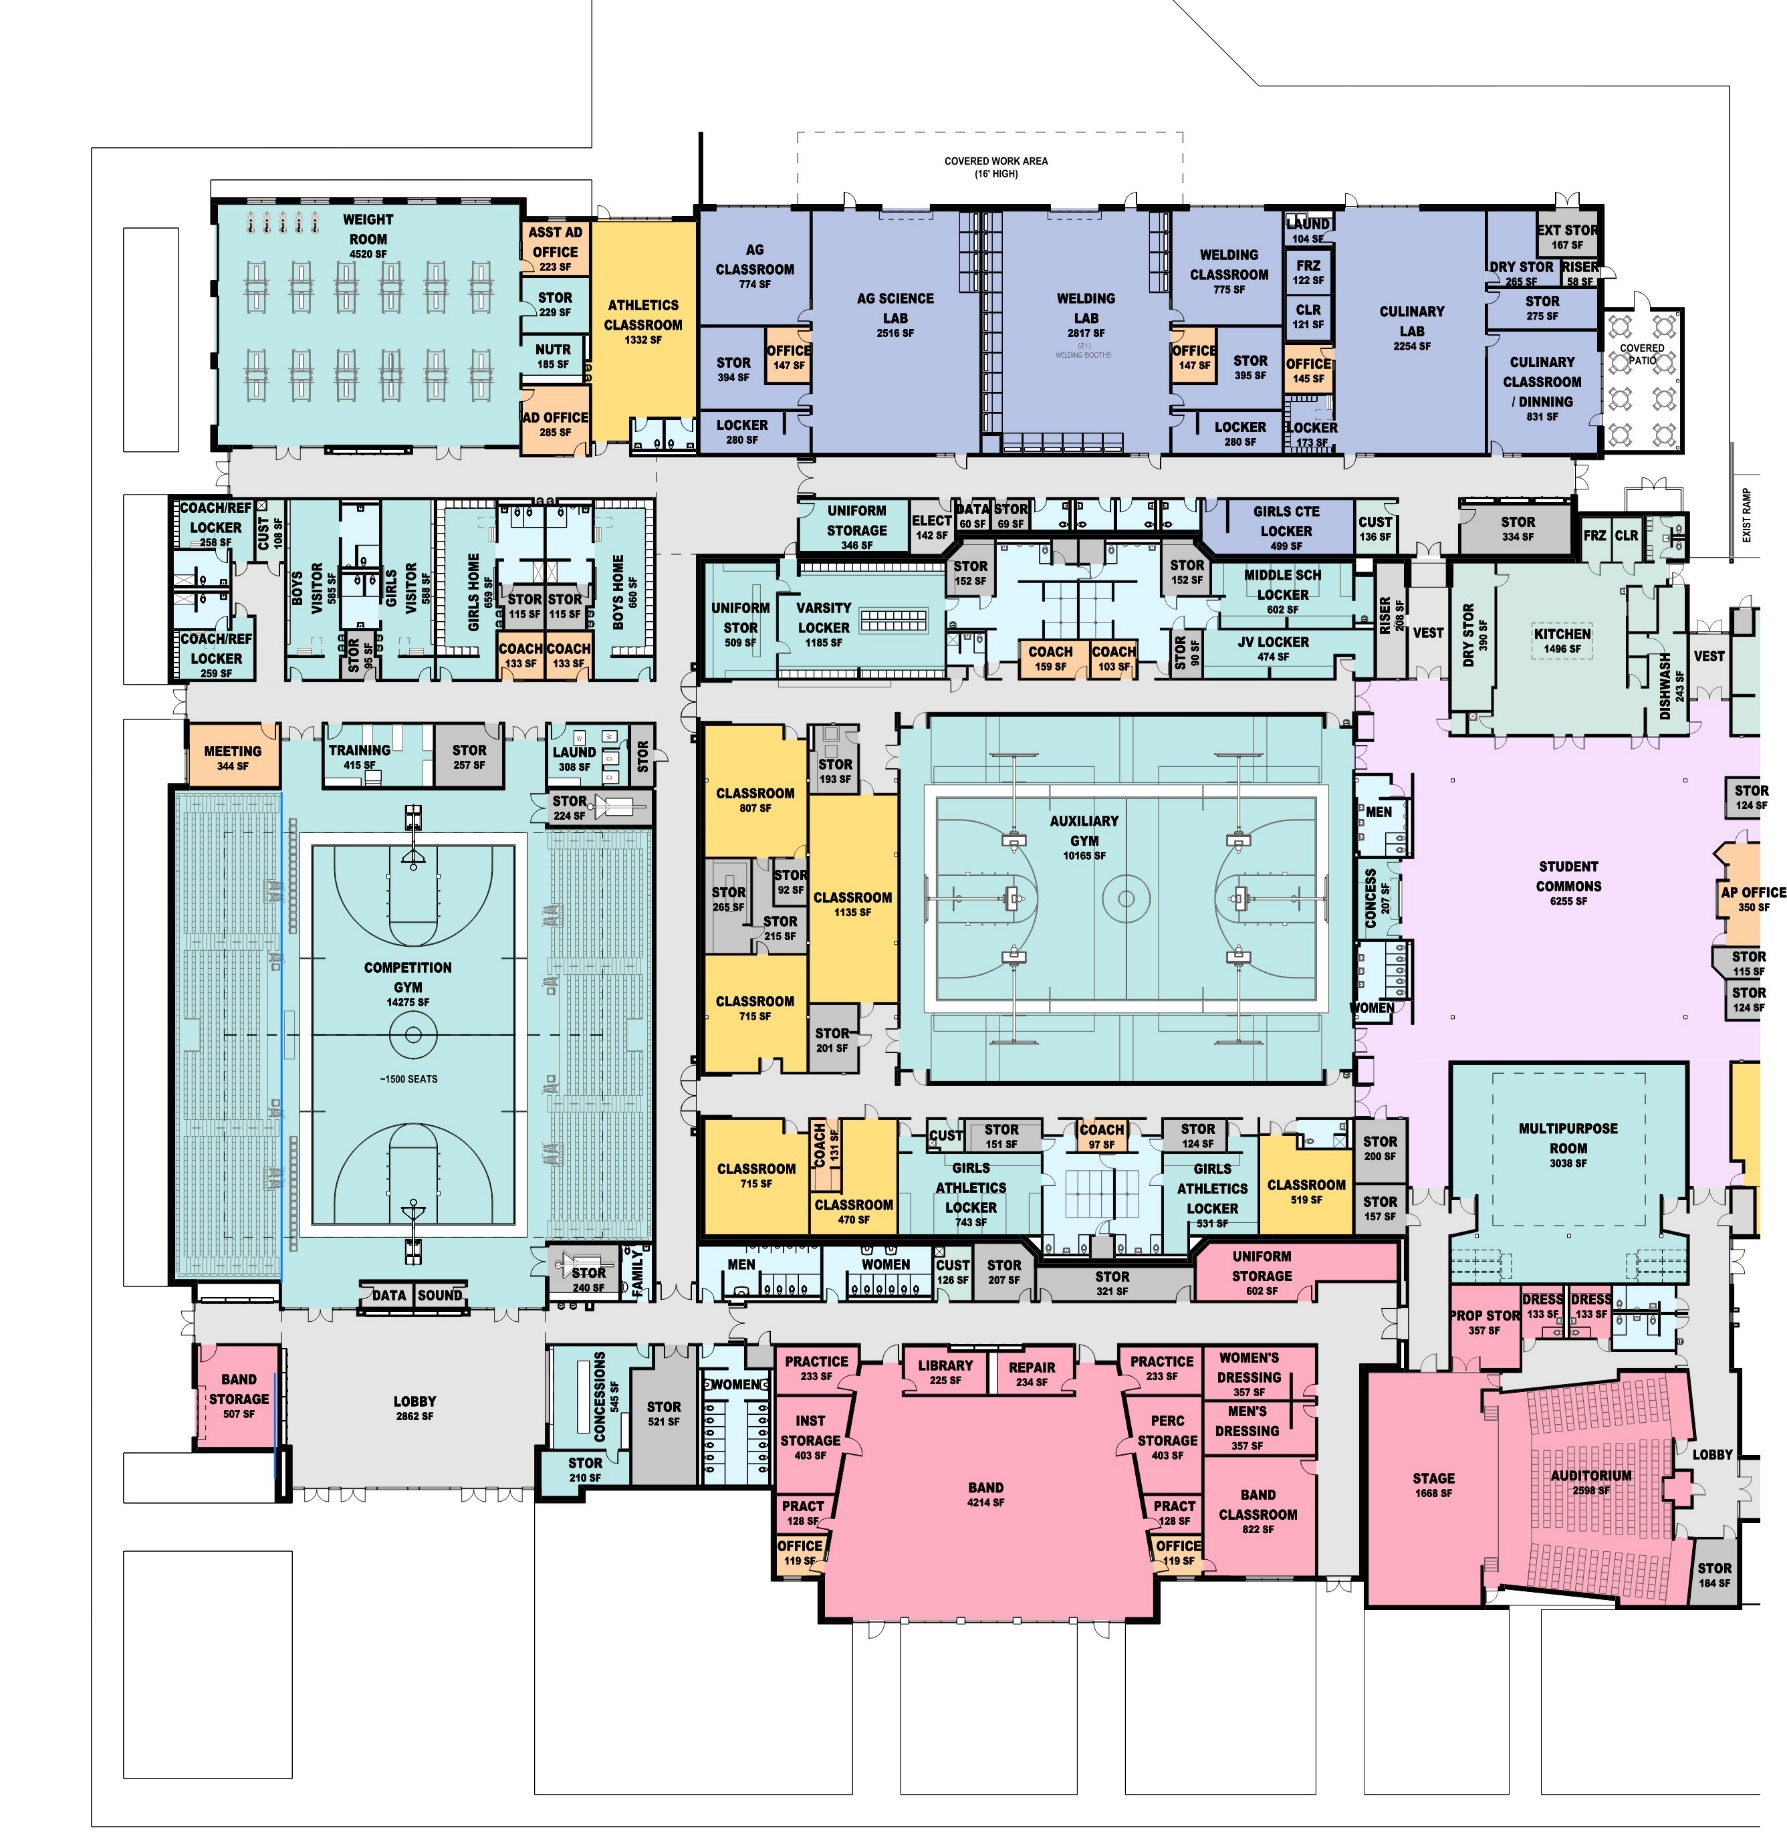 COVERED WORK AREA
(16' HIGH)
WEIGHT
ROOM
4520 SF
ASST AD
OFFICE
223 SF
STOR
229 SF
NUTR
185 SF
AD OFFICE
285 SF
ATHLETICS
CLASSROOM
1332 SF
AG
CLASSROOM
774 SF
STOR
394 SF
OFFICE
147 SF
LOCKER
280 SF
AG SCIENCE
LAB
2516 SF
WELDING
LAB
2817 SF
(21)
WELDING BOOTHS
WELDING
CLASSROOM
775 SF
OFFICE
147 SF
STOR
395 SF
LOCKER
280 SF
LAUND
104 SF
FRZ
122 SF
CLR
121 SF
OFFICE
145 SF
LOCKER
173 SF
CULINARY
LAB
2254 SF
EXT STOR
167 SF
DRY STOR
265 SF
RISER
58 SF
STOR
275 SF
CULINARY
CLASSROOM
/ DINNING
831 SF
COVERED
PATIO
EXIST RAMP
COACH/REF
LOCKER
258 SF
CUST
108 SF
COACH/REF
LOCKER
259 SF
BOYS
VISITOR
585 SF
STOR
95 SF
GIRLS
VISITOR
588 SF
GIRLS HOME
659 SF
STOR
115 SF
STOR
115 SF
COACH
133 SF
COACH
133 SF
BOYS HOME
660 SF
UNIFORM
STORAGE
346 SF
ELECT
142 SF
DATA
60 SF
STOR
69 SF
GIRLS CTE
LOCKER
499 SF
CUST
136 SF
STOR
334 SF
FRZ
CLR
UNIFORM
STOR
509 SF
VARSITY
LOCKER
1185 SF
STOR
152 SF
COACH
159 SF
COACH
103 SF
STOR
152 SF
STOR
90 SF
MIDDLE SCH
LOCKER
602 SF
JV LOCKER
474 SF
RISER
208 SF
VEST
DRY STOR
390 SF
KITCHEN
1496 SF
DISHWASH
243 SF
VEST
MEETING
344 SF
TRAINING
415 SF
STOR
257 SF
LAUND
308 SF
W
W
STOR
STOR
224 SF
COMPETITION
GYM
14275 SF
~1500 SEATS
STOR
240 SF
FAMILY
DATA
SOUND
CLASSROOM
807 SF
STOR
193 SF
STOR
265 SF
STOR
92 SF
STOR
215 SF
CLASSROOM
1135 SF
CLASSROOM
715 SF
STOR
201 SF
AUXILIARY
GYM
10165 SF
MEN
CONCESS
207 SF
WOMEN
STUDENT
COMMONS
6255 SF
STOR
124 SF
AP OFFICE
350 SF
STOR
115 SF
STOR
124 SF
CLASSROOM
715 SF
COACH
131 SF
CLASSROOM
470 SF
CUST
STOR
151 SF
GIRLS
ATHLETICS
LOCKER
743 SF
COACH
97 SF
STOR
124 SF
GIRLS
ATHLETICS
LOCKER
531 SF
CLASSROOM
519 SF
STOR
200 SF
STOR
157 SF
MULTIPURPOSE
ROOM
3038 SF
MEN
WOMEN
CUST
126 SF
STOR
207 SF
STOR
321 SF
UNIFORM
STORAGE
602 SF
PROP STOR
357 SF
DRESS
133 SF
DRESS
133 SF
BAND
STORAGE
507 SF
LOBBY
2862 SF
CONCESSIONS
545 SF
STOR
210 SF
STOR
521 SF
WOMEN
PRACTICE
233 SF
INST
STORAGE
403 SF
PRACT
128 SF
OFFICE
119 SF
LIBRARY
225 SF
REPAIR
234 SF
BAND
4214 SF
PRACTICE
233 SF
PERC
STORAGE
403 SF
PRACT
128 SF
OFFICE
119 SF
WOMEN'S
DRESSING
357 SF
MEN'S
DRESSING
357 SF
BAND
CLASSROOM
822 SF
STAGE
1668 SF
AUDITORIUM
2598 SF
LOBBY
STOR
184 SF